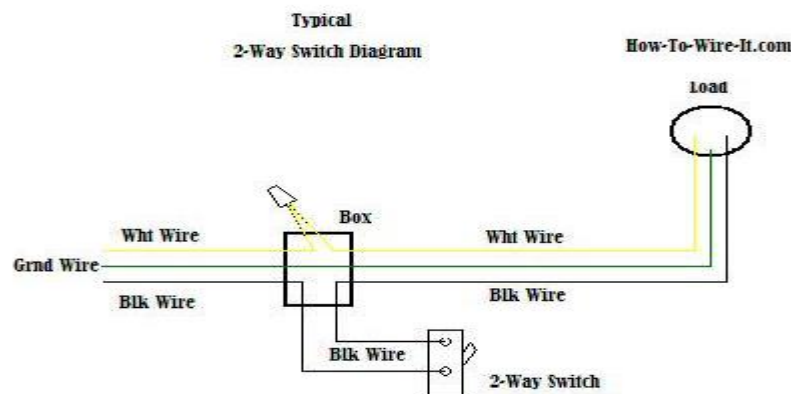 Typical
2-Way Switch Diagram
How-To-Wire-It.com
Load
Box
Wht Wire
Wht Wire
Grnd Wire
Blk Wire
Blk Wire
Blk Wire
2-Way Switch